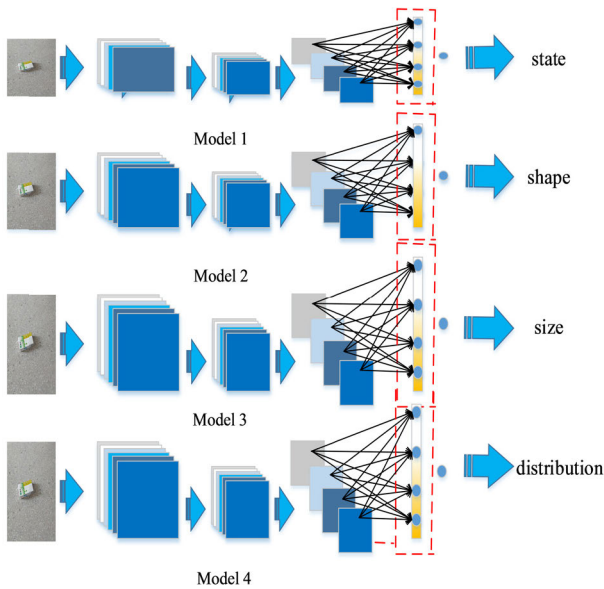 state
Model 1
shape
Model 2
size
Model 3
distribution
Model 4